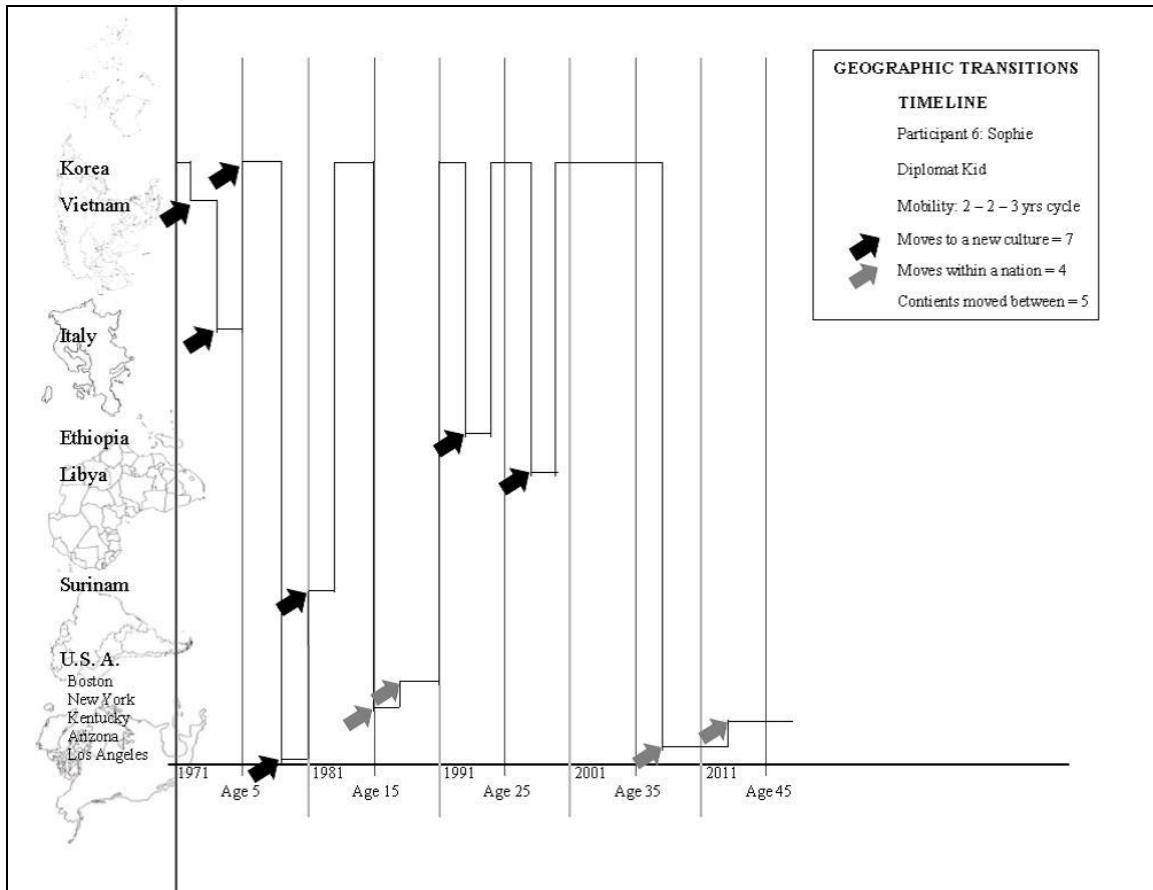 GEOGRAPHIC TRANSITIONS
TIMELINE
Participant 6: Sophie
Diplomat Kid
Mobility: 2 – 2 – 3 yrs cycle
Moves to a new culture = 7
Moves within a nation = 4
Contients moved between = 5
Korea
Vietnam
Italy
Ethiopia
Libya
Surinam
U.S. A.
Boston
New York
Kentucky
Arizona
Los Angeles
1971 1981 1991 2001 2011
Age 5 Age 15 Age 25 Age 35 Age 45